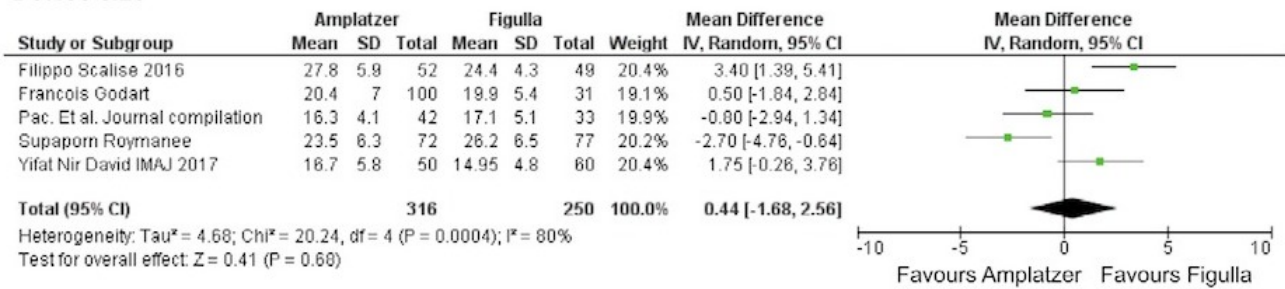 Amplatzer Figulla Mean Difference Mean Difference
Study or Subgroup Mean SD Total Mean SD Total Weight IV, Random, 95% CI IV, Random, 95% CI
Filippo Scalise 2016 27.8 5.9 52 24.4 4.3 49 20.4% 3.40 [1.39, 5.41]
Francois Godart 20.4 7 100 19.9 5.4 31 19.1% 0.50 [-1.84, 2.84]
Pac. Et al. Journal compilation 16.3 4.1 42 17.1 5.1 33 19.9% -0.80 [-2.94, 1.34]
Supaporn Roymanee 23.5 6.3 72 26.2 6.5 77 20.2% -2.70 [-4.76, -0.64]
Yifat Nir David IMAJ 2017 16.7 5.8 50 14.95 4.8 60 20.4% 1.75 [-0.26, 3.76]
Total (95% CI) 316 250 100.0% 0.44 [-1.68, 2.56]
Heterogeneity: Tau² = 4.68; Chi² = 20.24, df = 4 (P = 0.0004); I² = 80%
Test for overall effect: Z = 0.41 (P = 0.68)
-10 -5 0 5 10
Favours Amplatzer Favours Figulla